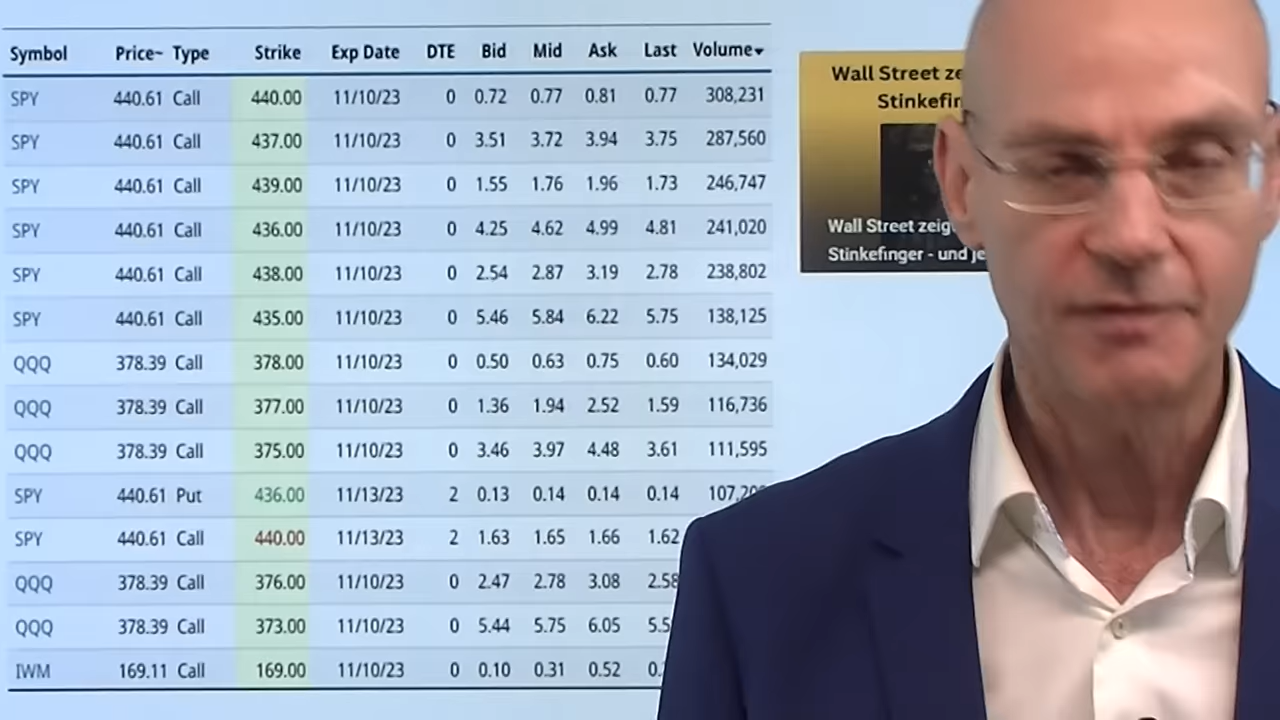 Symbol Price~ Type Strike Exp Date DTE Bid Mid Ask Last Volume
SPY 440.61 Call 440.00 11/10/23 0 0.72 0.77 0.81 0.77 308,231
SPY 440.61 Call 437.00 11/10/23 0 3.51 3.72 3.94 3.75 287,560
SPY 440.61 Call 439.00 11/10/23 0 1.55 1.76 1.96 1.73 246,747
SPY 440.61 Call 436.00 11/10/23 0 4.25 4.62 4.99 4.81 241,020
SPY 440.61 Call 438.00 11/10/23 0 2.54 2.87 3.19 2.78 238,802
SPY 440.61 Call 435.00 11/10/23 0 5.46 5.84 6.22 5.75 138,125
QQQ 378.39 Call 378.00 11/10/23 0 0.50 0.63 0.75 0.60 134,029
QQQ 378.39 Call 377.00 11/10/23 0 1.36 1.94 2.52 1.59 116,736
QQQ 378.39 Call 375.00 11/10/23 0 3.46 3.97 4.48 3.61 111,595
SPY 440.61 Put 436.00 11/13/23 2 0.13 0.14 0.14 0.14
SPY 440.61 Call 440.00 11/13/23 2 1.63 1.65 1.66 1.62
QQQ 378.39 Call 376.00 11/10/23 0 2.47 2.78 3.08 2.58
QQQ 378.39 Call 373.00 11/10/23 0 5.44 5.75 6.05
IWM 169.11 Call 169.00 11/10/23 0 0.10 0.31 0.52
Wall Street
Wall Street
Stinkefinger - und